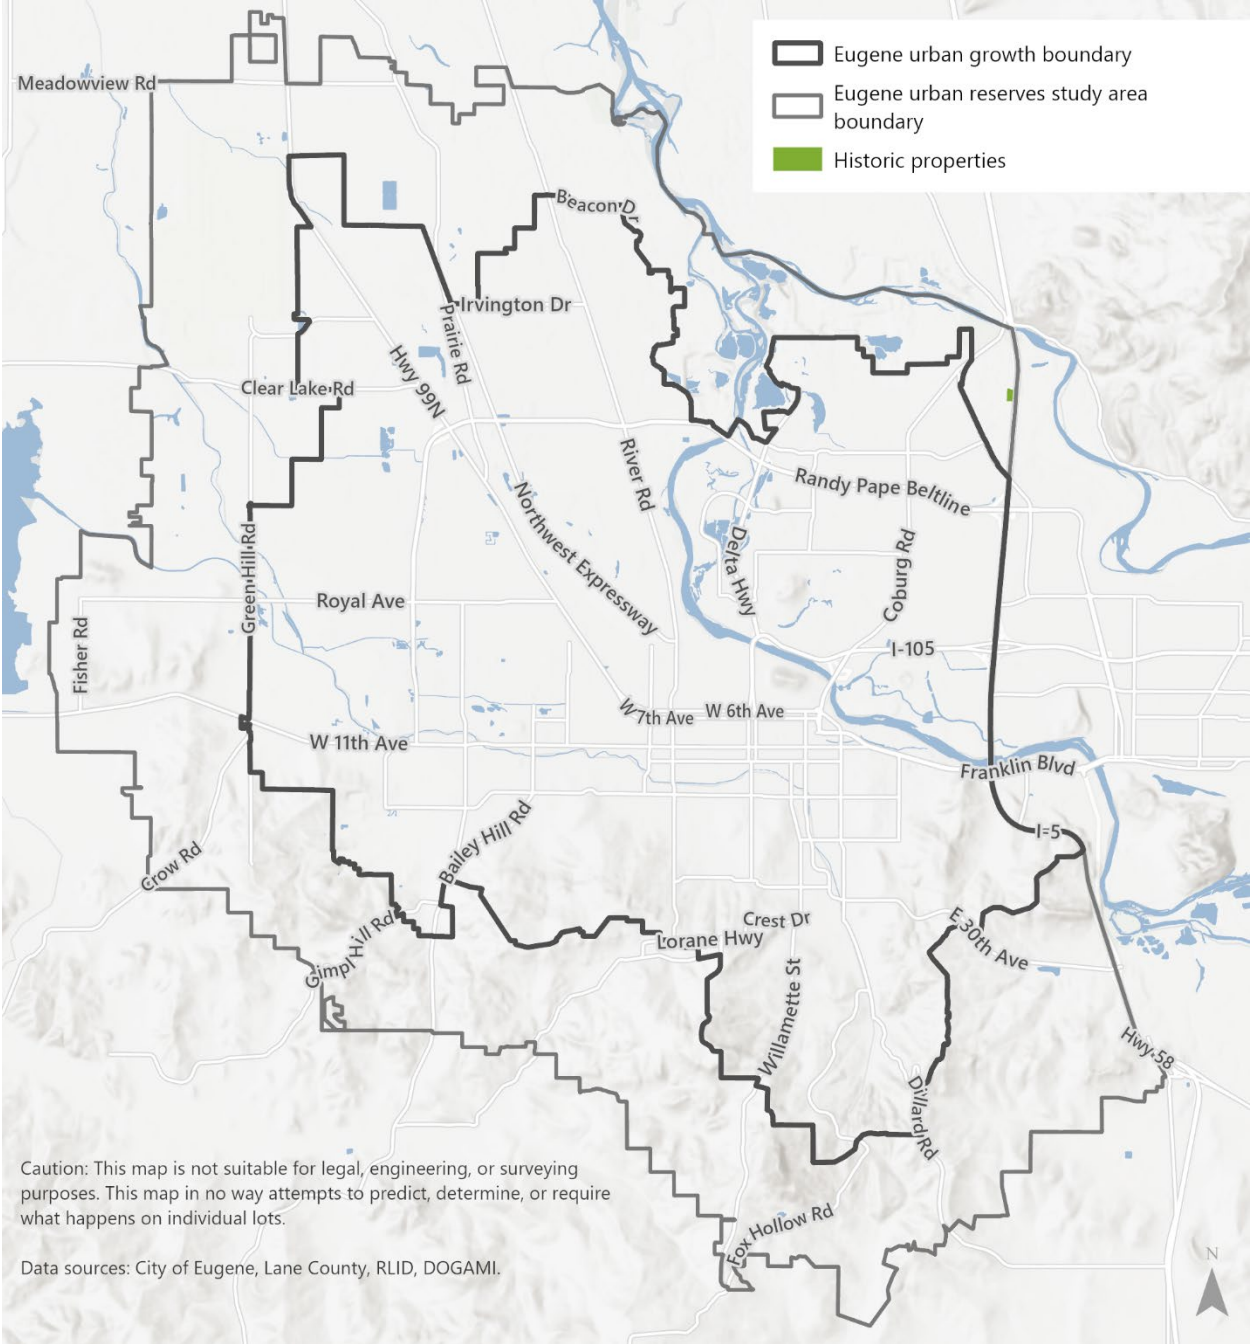 Eugene urban growth boundary
Eugene urban reserves study area
boundary
Historic properties
Meadowview Rd
Beacon Dr
Irvington Dr
Prairie Rd
Hwy 99N
Clear Lake Rd
River Rd
Randy Pape Beltline
Northwest Expressway
Delta Hwy
Coburg Rd
Green Hill Rd
Royal Ave
Fisher Rd
I-105
W 7th Ave
W 6th Ave
W 11th Ave
Franklin Blvd
I-5
Bailey Hill Rd
Crow Rd
Gimpl Hill Rd
Crest Dr
Lorane Hwy
E 30th Ave
Willamette St
Hwy 58
Dillard Rd
Fox Hollow Rd
Caution: This map is not suitable for legal, engineering, or surveying
purposes. This map in no way attempts to predict, determine, or require
what happens on individual lots.
Data sources: City of Eugene, Lane County, RLID, DOGAMI.
N